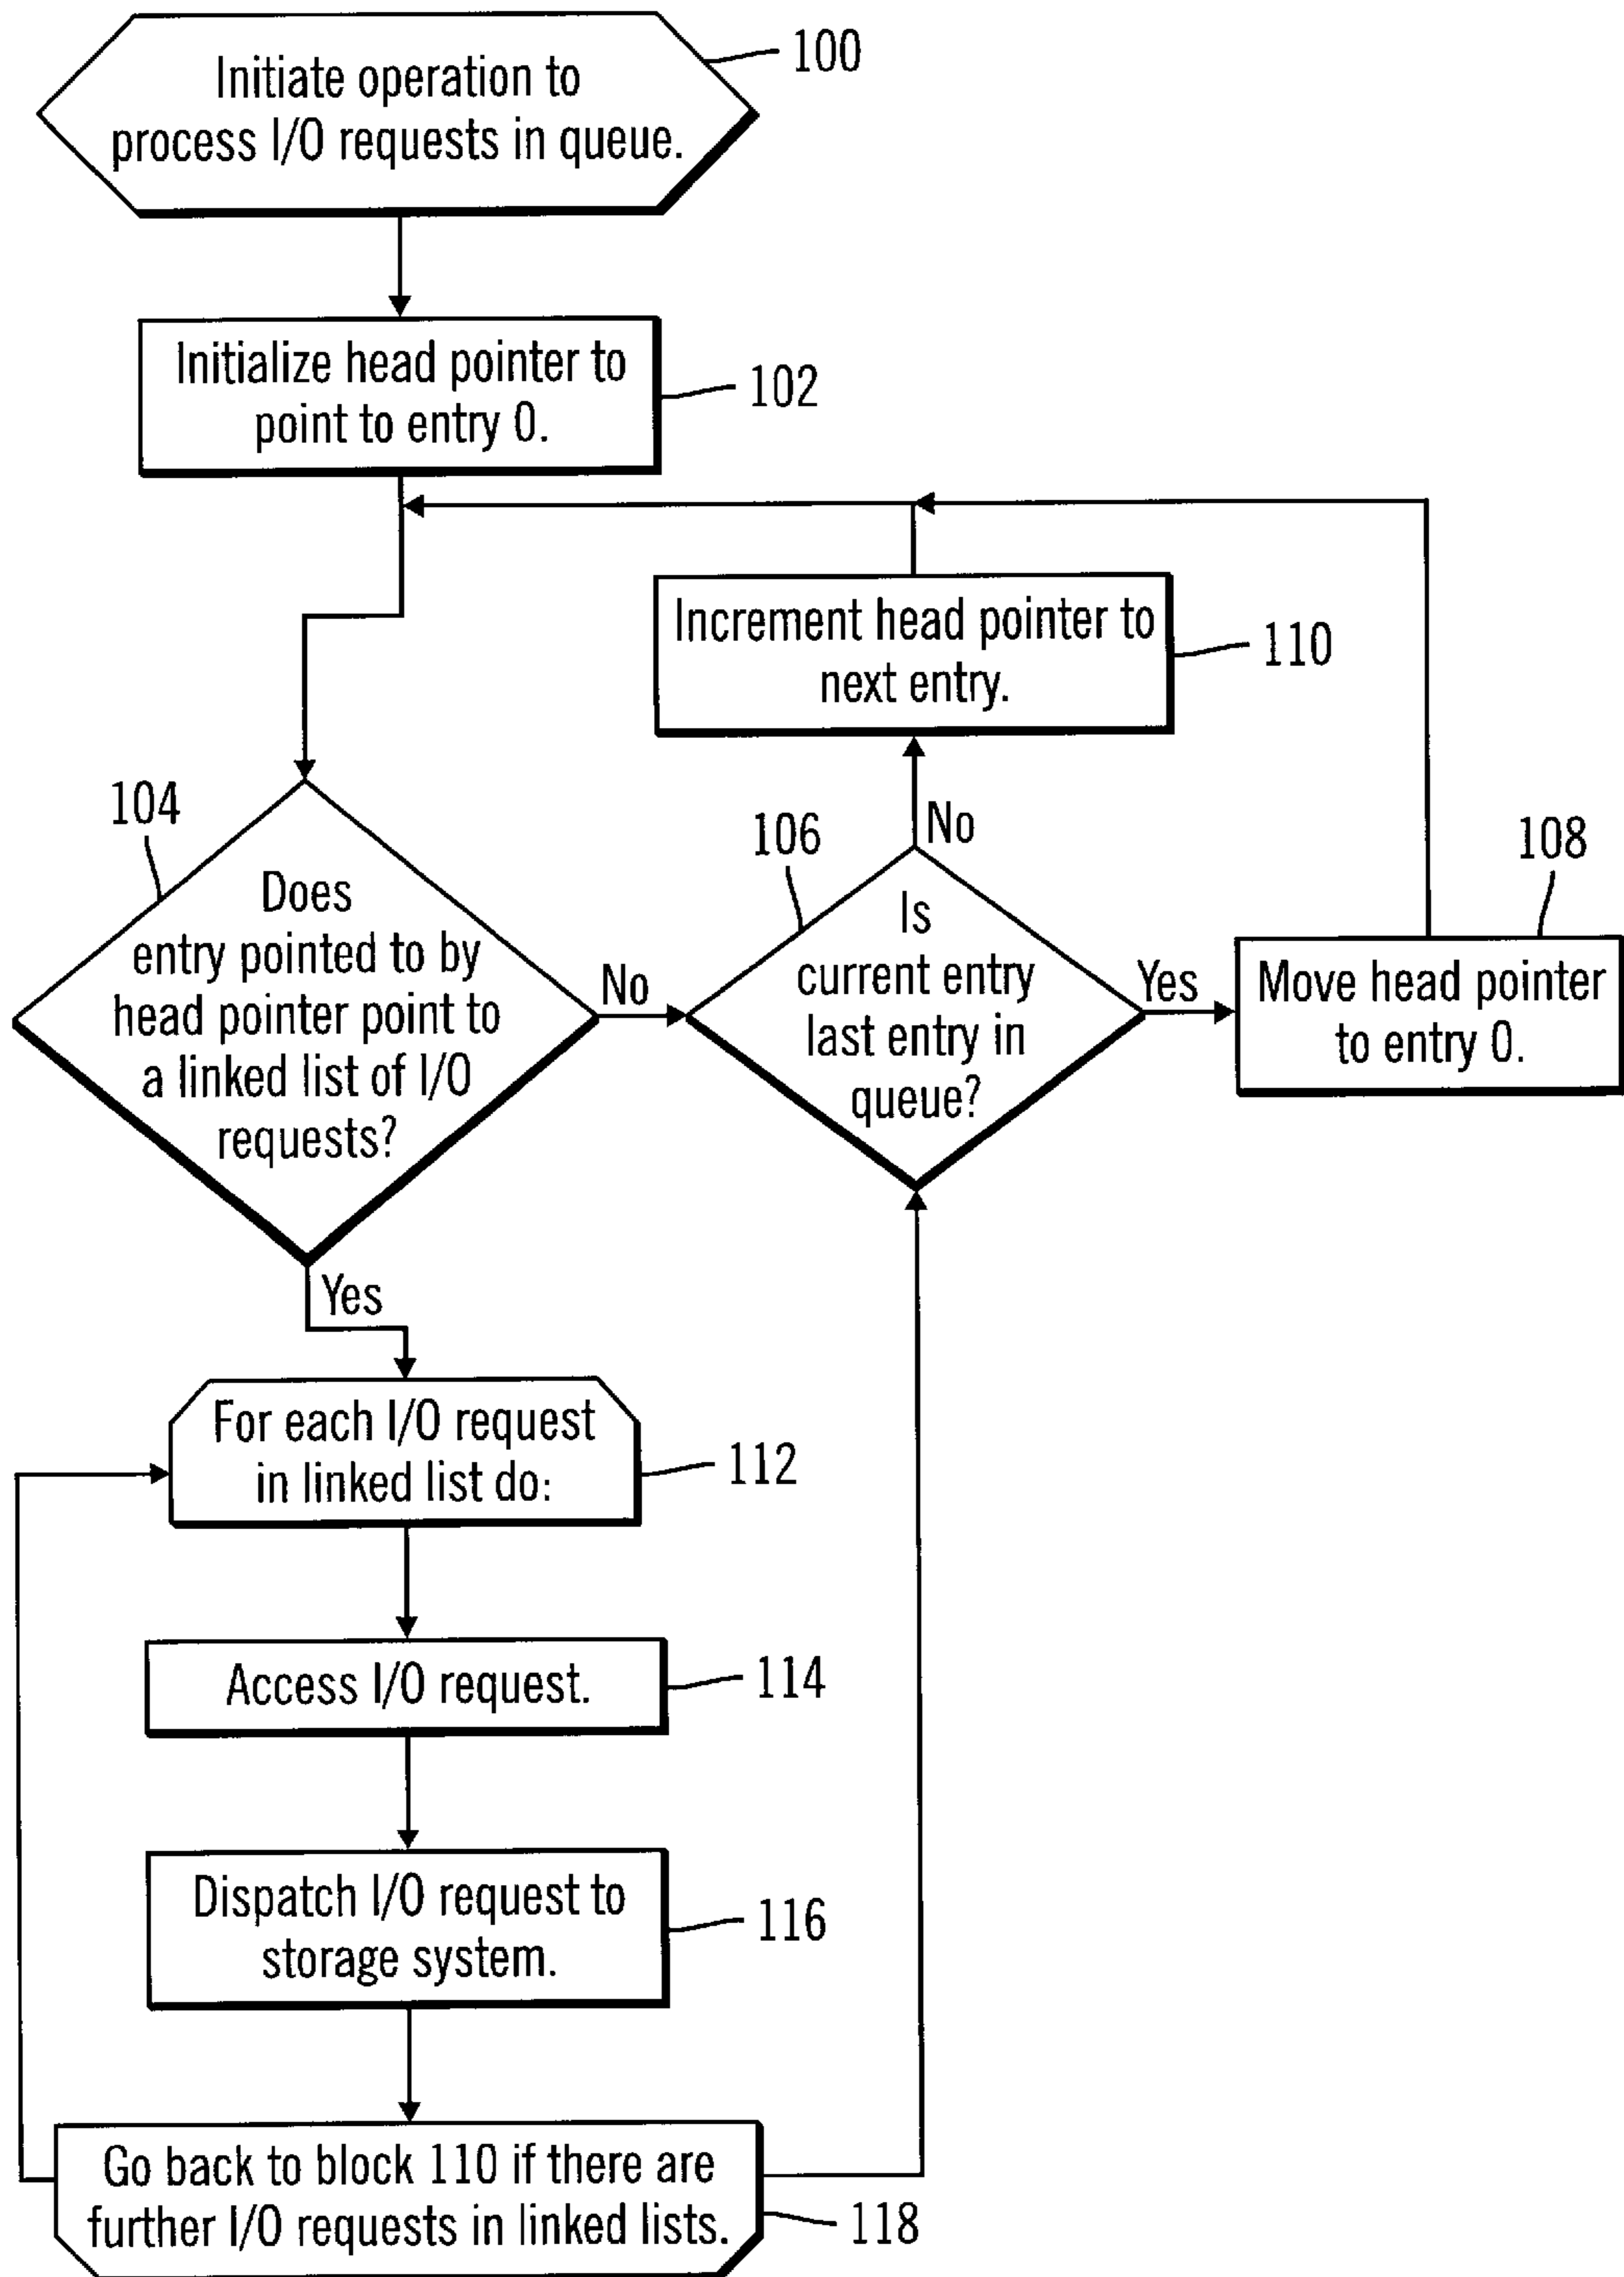 Initiate operation to
process I/O requests in queue.
100
Initialize head pointer to
point to entry 0.
102
Increment head pointer to
next entry.
110
104
Does
entry pointed to by
head pointer point to
a linked list of I/O
requests?
No
Yes
106
Is
current entry
last entry in
queue?
No
Yes
108
Move head pointer
to entry 0.
For each I/O request
in linked list do:
112
Access I/O request.
114
Dispatch I/O request to
storage system.
116
Go back to block 110 if there are
further I/O requests in linked lists.
118